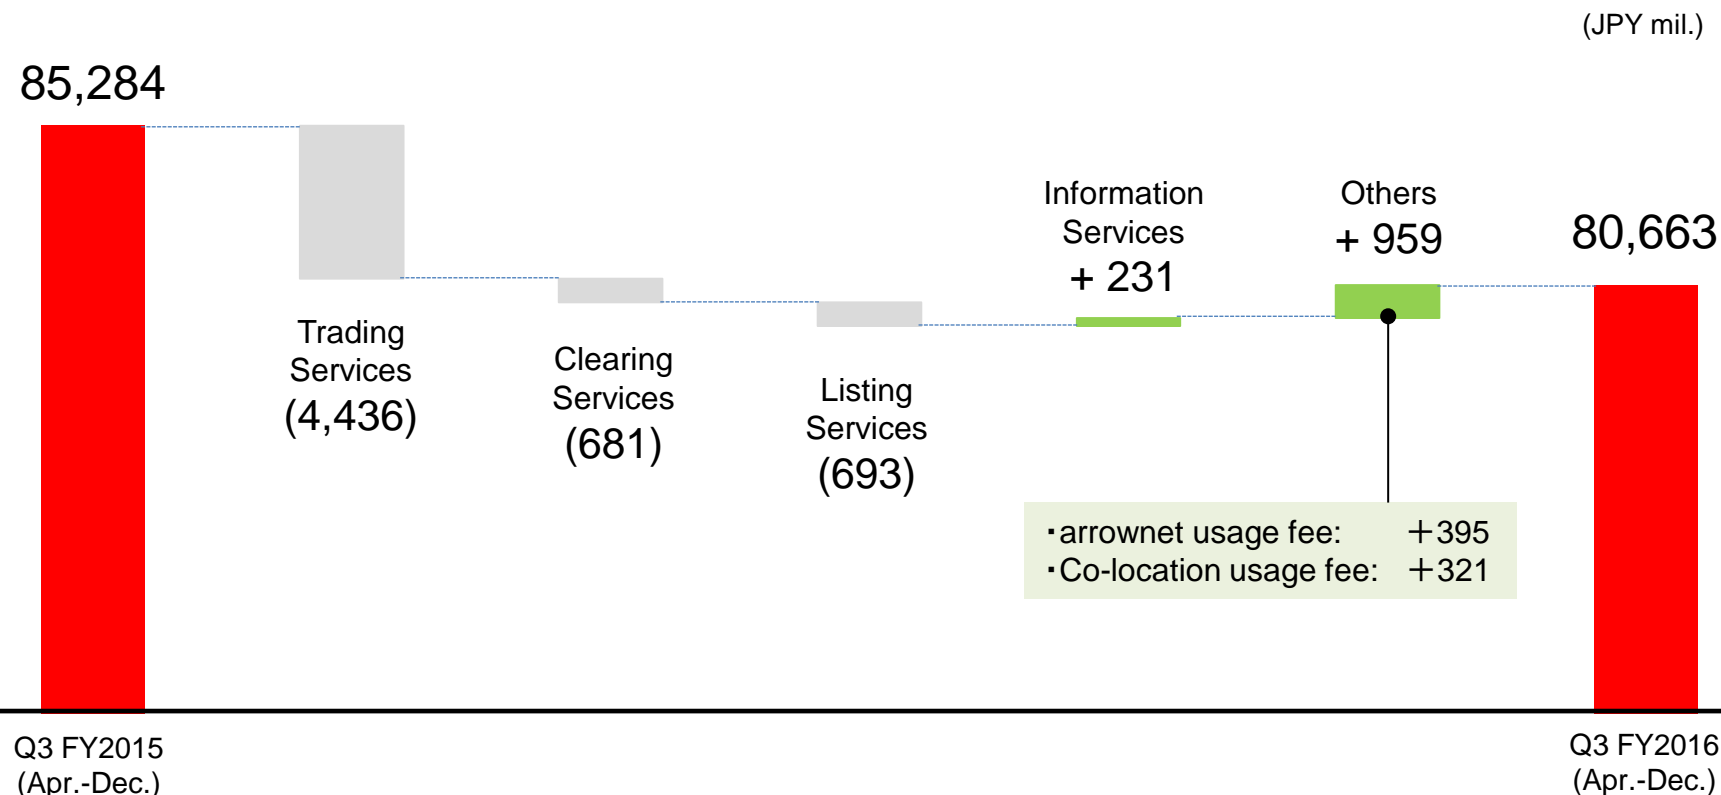 (JPY mil.)
85,284
Trading
Services
(4,436)
Clearing
Services
(681)
Listing
Services
(693)
Information
Services
+ 231
Others
+ 959
80,663
・arrownet usage fee: ＋395
・Co-location usage fee: ＋321
Q3 FY2015
(Apr.-Dec.)
Q3 FY2016
(Apr.-Dec.)